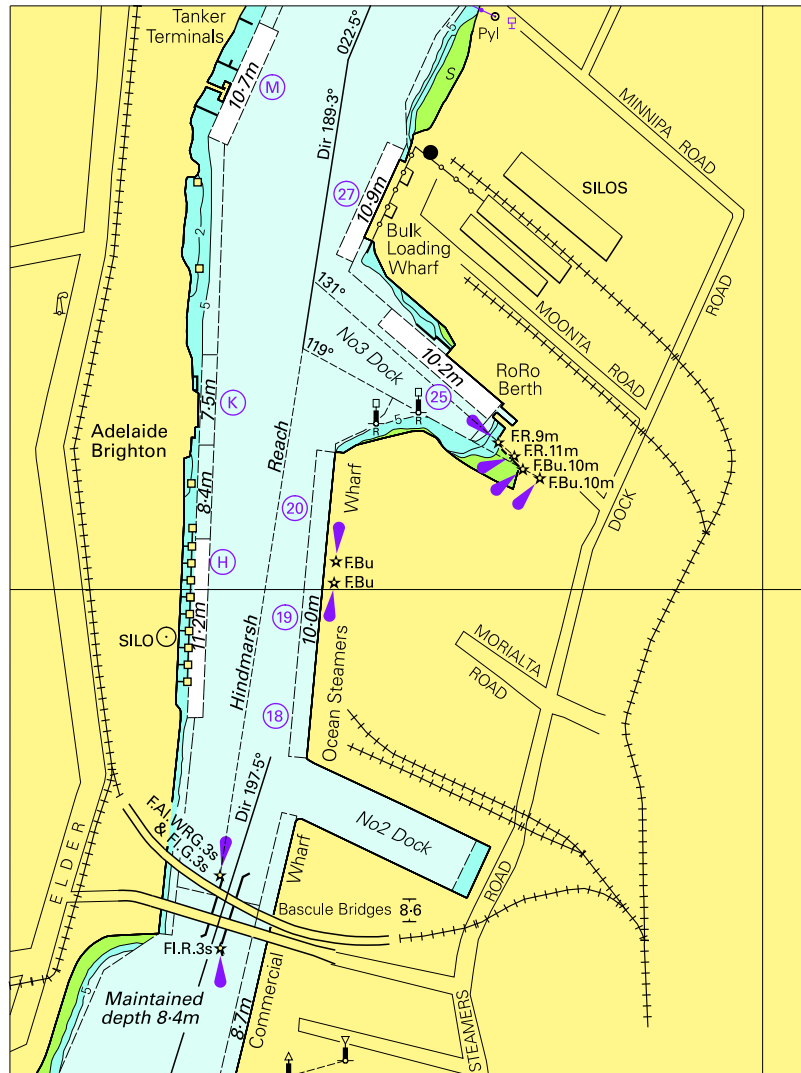 Tanker
Terminals
10·7m
M
022·5°
Dir 189·3°
5
S
Pyl
MINNIPA ROAD
27
10·9m
Bulk
Loading
Wharf
SILOS
2
5
131°
119°
No3 Dock
10·2m
MOONTA ROAD
ROAD
RoRo
Berth
25
5
R
R
K
7·5m
F.R.9m
F.R.11m
F.Bu.10m
F.Bu.10m
Adelaide
Brighton
Reach
8·4m
20
Wharf
DOCK
H
F.Bu
F.Bu
11·2m
19
10·0m
SILO
Hindmarsh
Ocean Steamers
MORIALTA
ROAD
18
Dir 197·5°
F.Al.WRG.3s
& Fl.G.3s
No2 Dock
ELDER
Wharf
ROAD
Bascule Bridges 8·6
Fl.R.3s
5
Maintained
depth 8·4m
8·7m
Commercial
STEAMERS